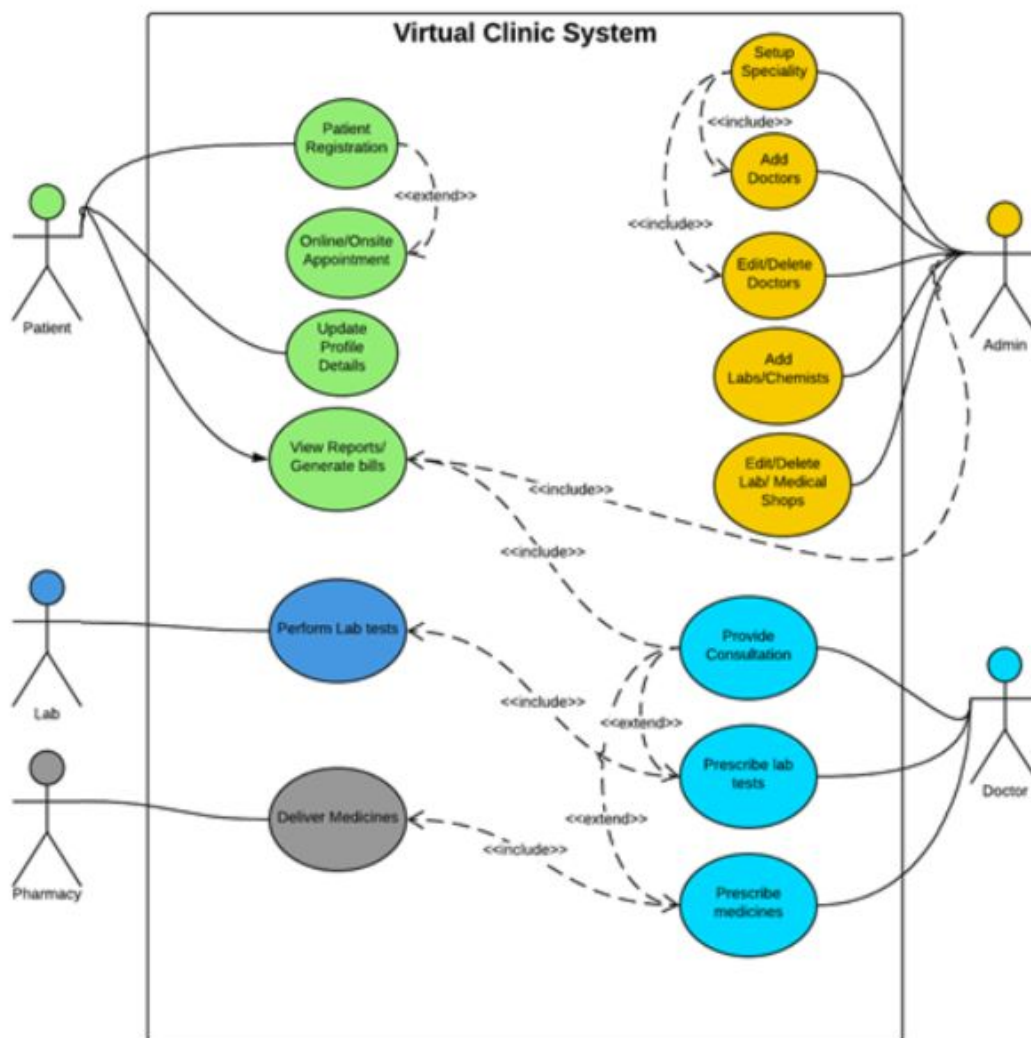 Virtual Clinic System
Setup
Speciality
<<include>>
Patient
Registration
Add
Doctors
<<extend>>
<<include>>
Online/Onsite
Appointment
Edit/Delete
Doctors
Patient
Update
Profile
Details
Admin
Add
Labs/Chemists
View Reports/
Generate bills
Edit/Delete
Lab/ Medical
Shops
<<include>>
<<include>>
Perform Lab tests
Provide
Consultation
Lab
<<include>>
<<extend>>
Prescribe lab
tests
Doctor
Deliver Medicines
<<extend>>
<<include>>
Pharmacy
Prescribe
medicines